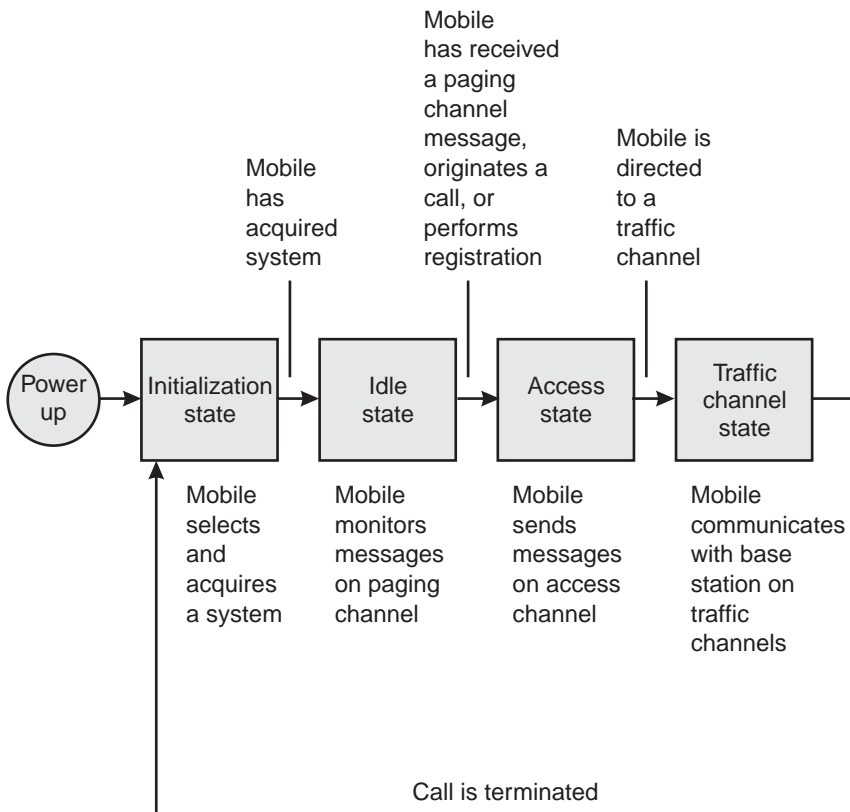 Mobile
has received
a paging
channel
message,
originates a
call, or
performs
registration
Mobile is
directed
to a
traffic
channel
Mobile
has
acquired
system
Power
up
Initialization
state
Idle
state
Access
state
Traffic
channel
state
Mobile
selects
and
acquires
a system
Mobile
monitors
messages
on paging
channel
Mobile
sends
messages
on access
channel
Mobile
communicates
with base
station on
traffic
channels
Call is terminated